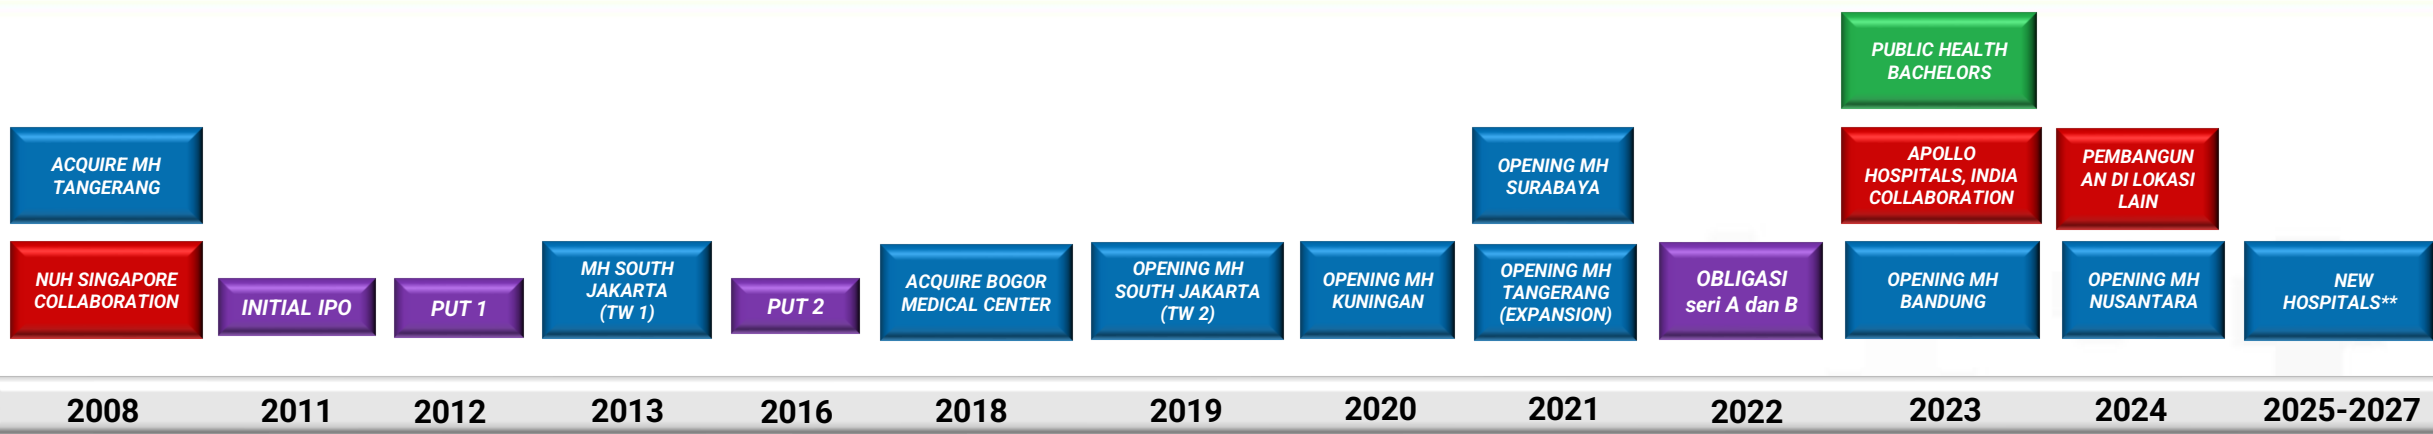 PUBLIC HEALTH
BACHELORS
ACQUIRE MH
TANGERANG
OPENING MH
SURABAYA
APOLLO
HOSPITALS, INDIA
COLLABORATION
PEMBANGUN
AN DI LOKASI
LAIN
NUH SINGAPORE
COLLABORATION
INITIAL IPO
PUT 1
MH SOUTH
JAKARTA
(TW 1)
PUT 2
ACQUIRE BOGOR
MEDICAL CENTER
OPENING MH
SOUTH JAKARTA
(TW 2)
OPENING MH
KUNINGAN
OPENING MH
TANGERANG
(EXPANSION)
OBLIGASI
seri A dan B
OPENING MH
BANDUNG
OPENING MH
NUSANTARA
NEW
HOSPITALS**
2008
2011
2012
2013
2016
2018
2019
2020
2021
2022
2023
2024
2025-2027